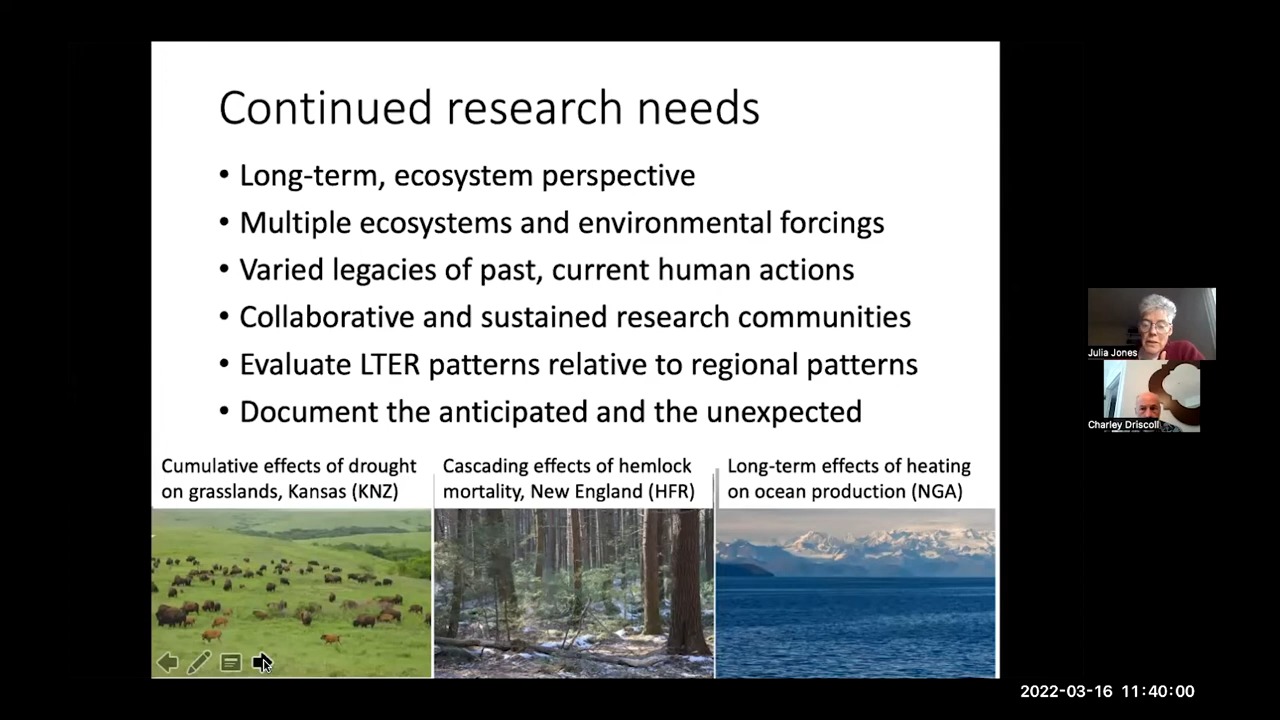 Continued research needs
• Long-term, ecosystem perspective
• Multiple ecosystems and environmental forcings
• Varied legacies of past, current human actions
• Collaborative and sustained research communities
• Evaluate LTER patterns relative to regional patterns
• Document the anticipated and the unexpected
Cumulative effects of drought
on grasslands, Kansas (KNZ)
Cascading effects of hemlock
mortality, New England (HFR)
Long-term effects of heating
on ocean production (NGA)
Julia Jones
Charley Driscoll
2022-03-16 11:40:00